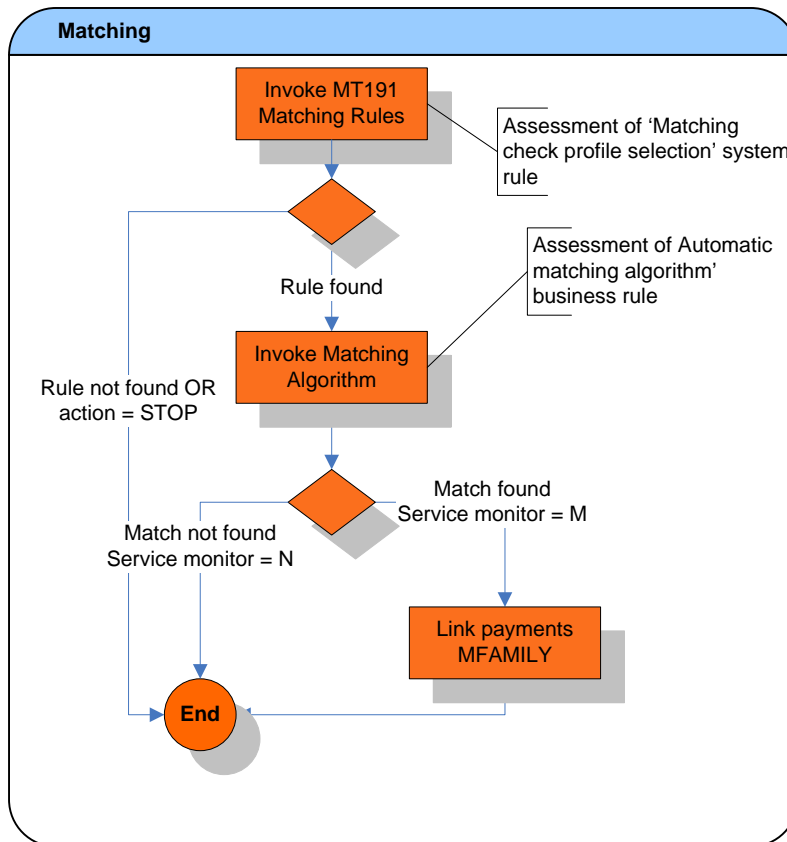 Matching
Invoke MT191
Matching Rules
Assessment of ‘Matching
check profile selection’ system
rule
Assessment of Automatic
matching algorithm’
business rule
Rule found
Invoke Matching
Algorithm
Rule not found OR
action = STOP
Match found
Service monitor = M
Match not found
Service monitor = N
Link payments
MFAMILY
End